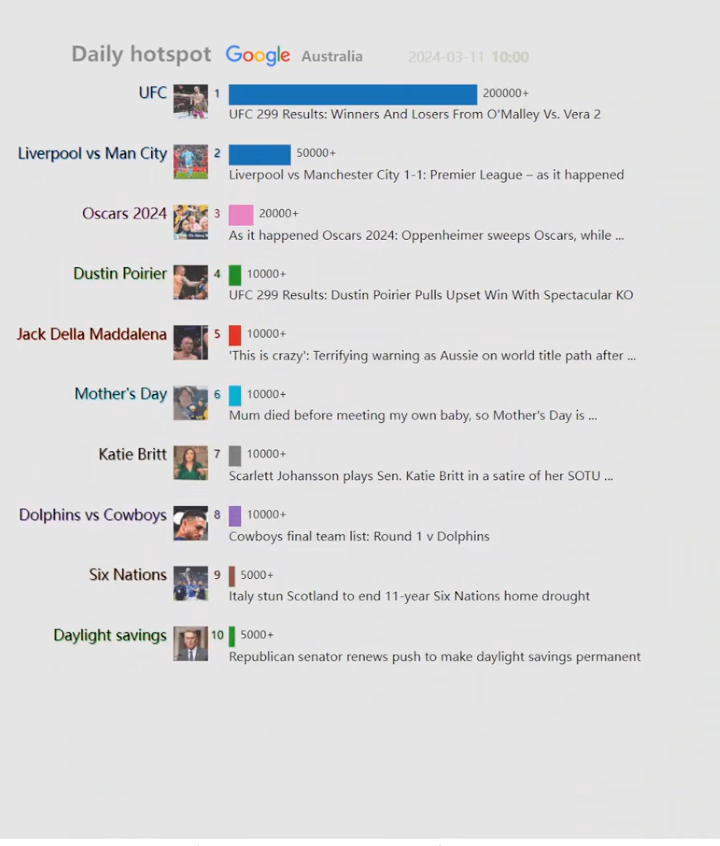 Daily hotspot Google Australia 2024-03-11 10:00
UFC 1 200000+
UFC 299 Results: Winners And Losers From O'Malley Vs. Vera 2
Liverpool vs Man City 2 50000+
Liverpool vs Manchester City 1-1: Premier League – as it happened
Oscars 2024 3 20000+
As it happened Oscars 2024: Oppenheimer sweeps Oscars, while ...
Dustin Poirier 4 10000+
UFC 299 Results: Dustin Poirier Pulls Upset Win With Spectacular KO
Jack Della Maddalena 5 10000+
'This is crazy': Terrifying warning as Aussie on world title path after ...
Mother's Day 6 10000+
Mum died before meeting my own baby, so Mother's Day is ...
Katie Britt 7 10000+
Scarlett Johansson plays Sen. Katie Britt in a satire of her SOTU ...
Dolphins vs Cowboys 8 10000+
Cowboys final team list: Round 1 v Dolphins
Six Nations 9 5000+
Italy stun Scotland to end 11-year Six Nations home drought
Daylight savings 10 5000+
Republican senator renews push to make daylight savings permanent